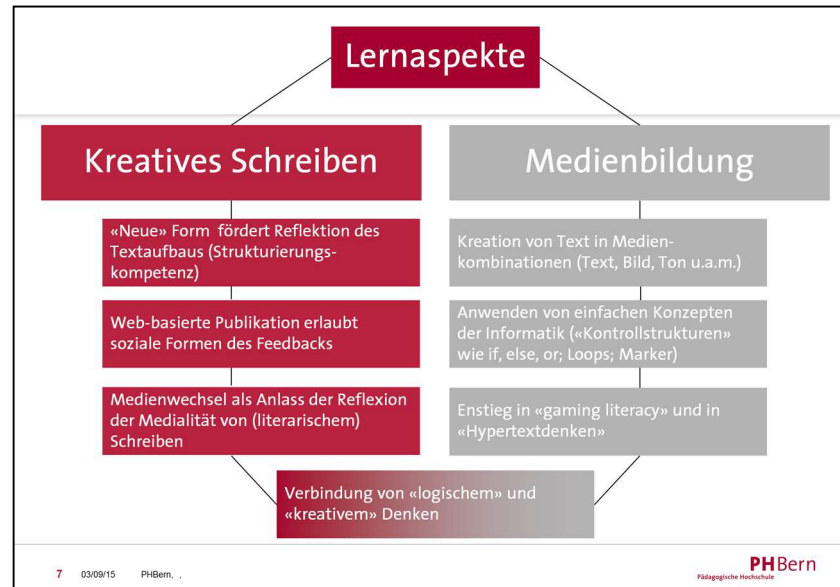 Lernaspekte
Kreatives Schreiben
«Neue» Form fördert Reflektion des
Textaufbaus (Strukturierungs-
kompetenz)
Web-basierte Publikation erlaubt
soziale Formen des Feedbacks
Medienwechsel als Anlass der Reflexion
der Medialität von (literarischem)
Schreiben
Medienbildung
Kreation von Text in Medien-
kombinationen (Text, Bild, Ton u.a.m.)
Anwenden von einfachen Konzepten
der Informatik («Kontrollstrukturen»
wie if, else, or; Loops; Marker)
Enstieg in «gaming literacy» und in
«Hypertextdenken»
Verbindung von «logischem» und
«kreativem» Denken
7 03/09/15 PHBern, ,
PHBern
Pädagogische Hochschule